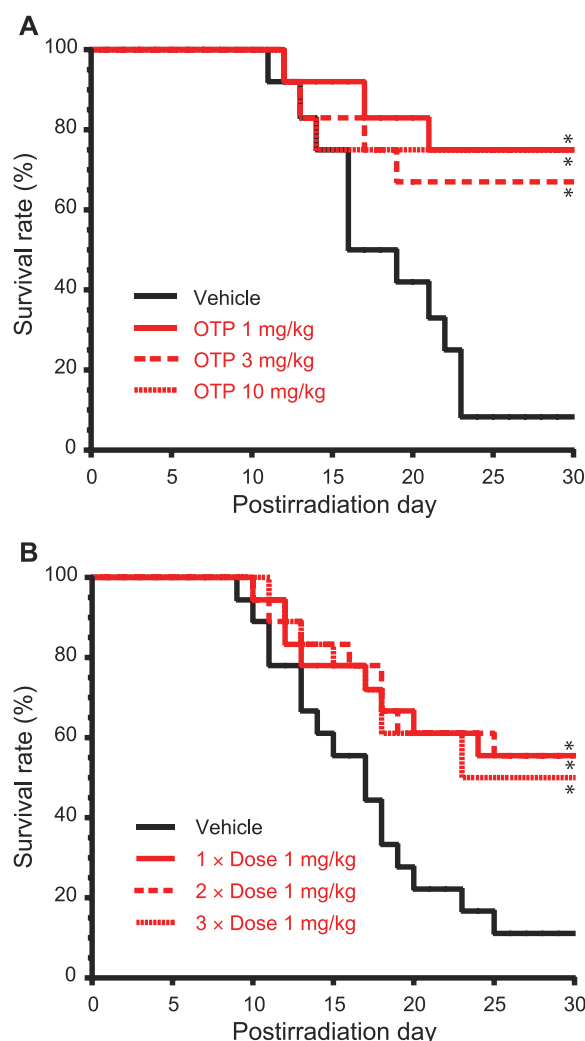 A
100
80
60
40
20
0
Survival rate (%)
Vehicle
OTP 1 mg/kg
OTP 3 mg/kg
OTP 10 mg/kg
*
*
*
0 5 10 15 20 25 30
Postirradiation day
B
100
80
60
40
20
0
Survival rate (%)
Vehicle
1 × Dose 1 mg/kg
2 × Dose 1 mg/kg
3 × Dose 1 mg/kg
*
*
*
0 5 10 15 20 25 30
Postirradiation day